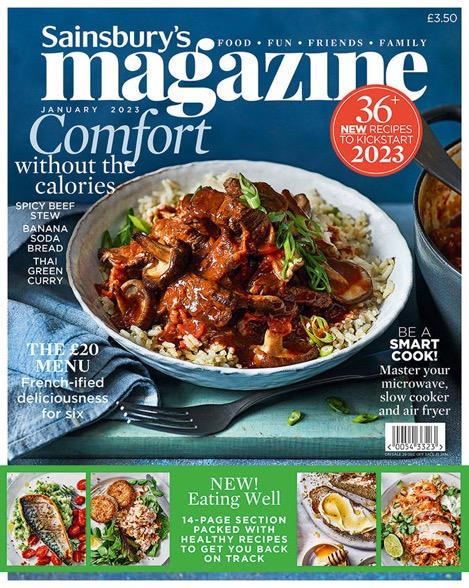 £3.50
Sainsbury's
FOOD • FUN • FRIENDS • FAMILY
magazine
JANUARY 2023
36+
NEW RECIPES
TO KICKSTART
2023
Comfort
without the
calories
SPICY BEEF
STEW
BANANA
SODA
BREAD
THAI
GREEN
CURRY
THE £20
MENU
French-ified
deliciousness
for six
BE A
SMART
COOK!
Master your
microwave,
slow cooker
and air fryer
NEW!
Eating Well
14-PAGE SECTION
PACKED WITH
HEALTHY RECIPES
TO GET YOU BACK
ON TRACK